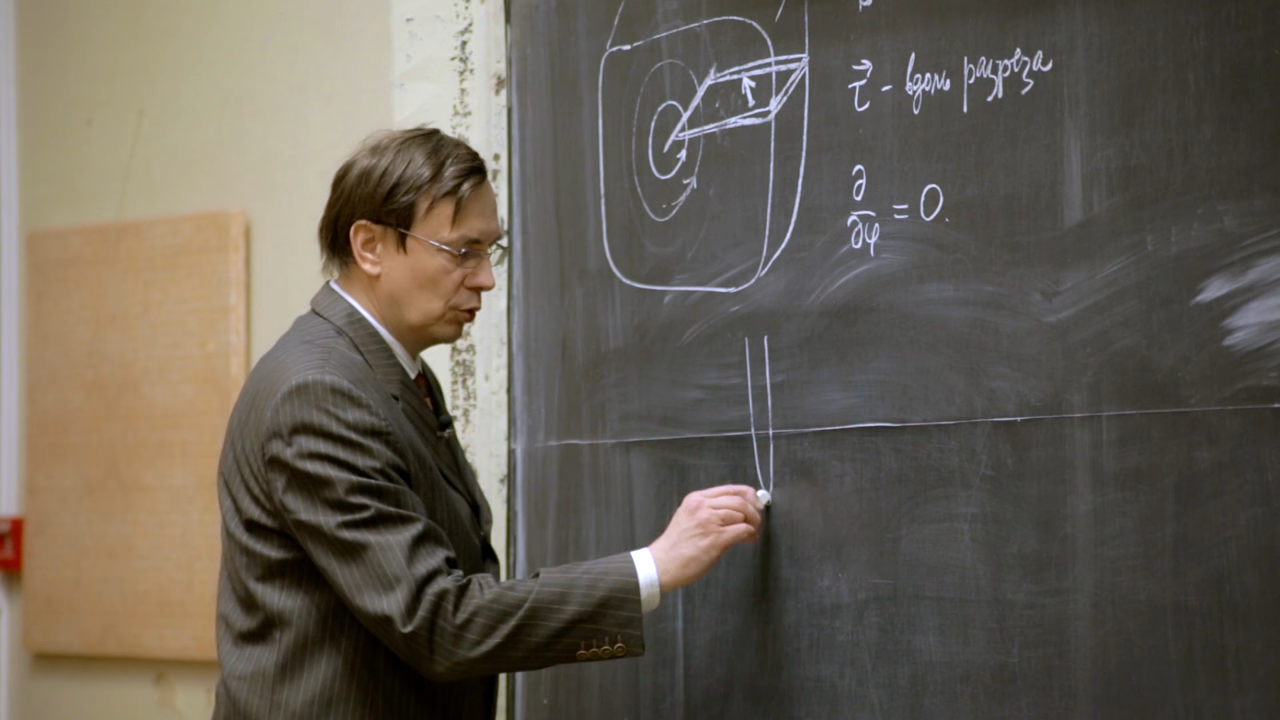 τ⃗ - вдоль разреза
∂/∂φ = 0.